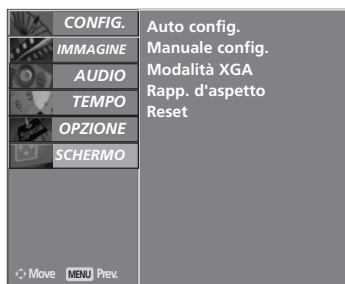 CONFIG.
IMMAGINE
AUDIO
TEMPO
OPZIONE
SCHERMO
Auto config.
Manuale config.
Modalità XGA
Rapp. d'aspetto
Reset
Move MENU Prev.